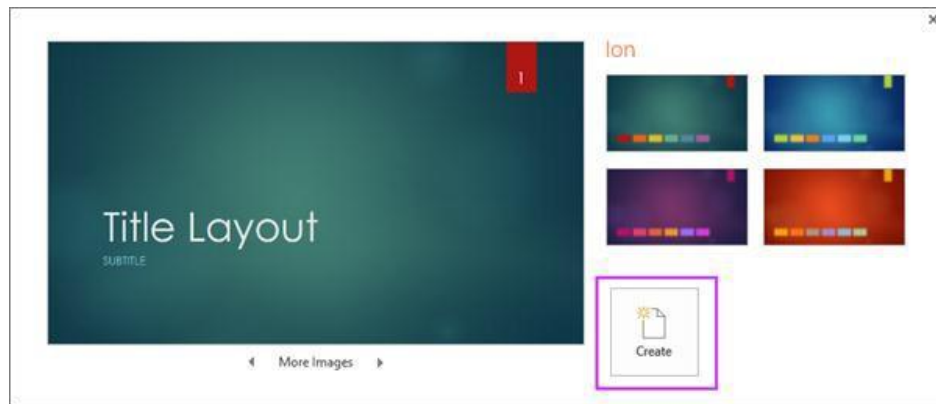 Ion
1
Title Layout
SUBTITLE
More Images
Create